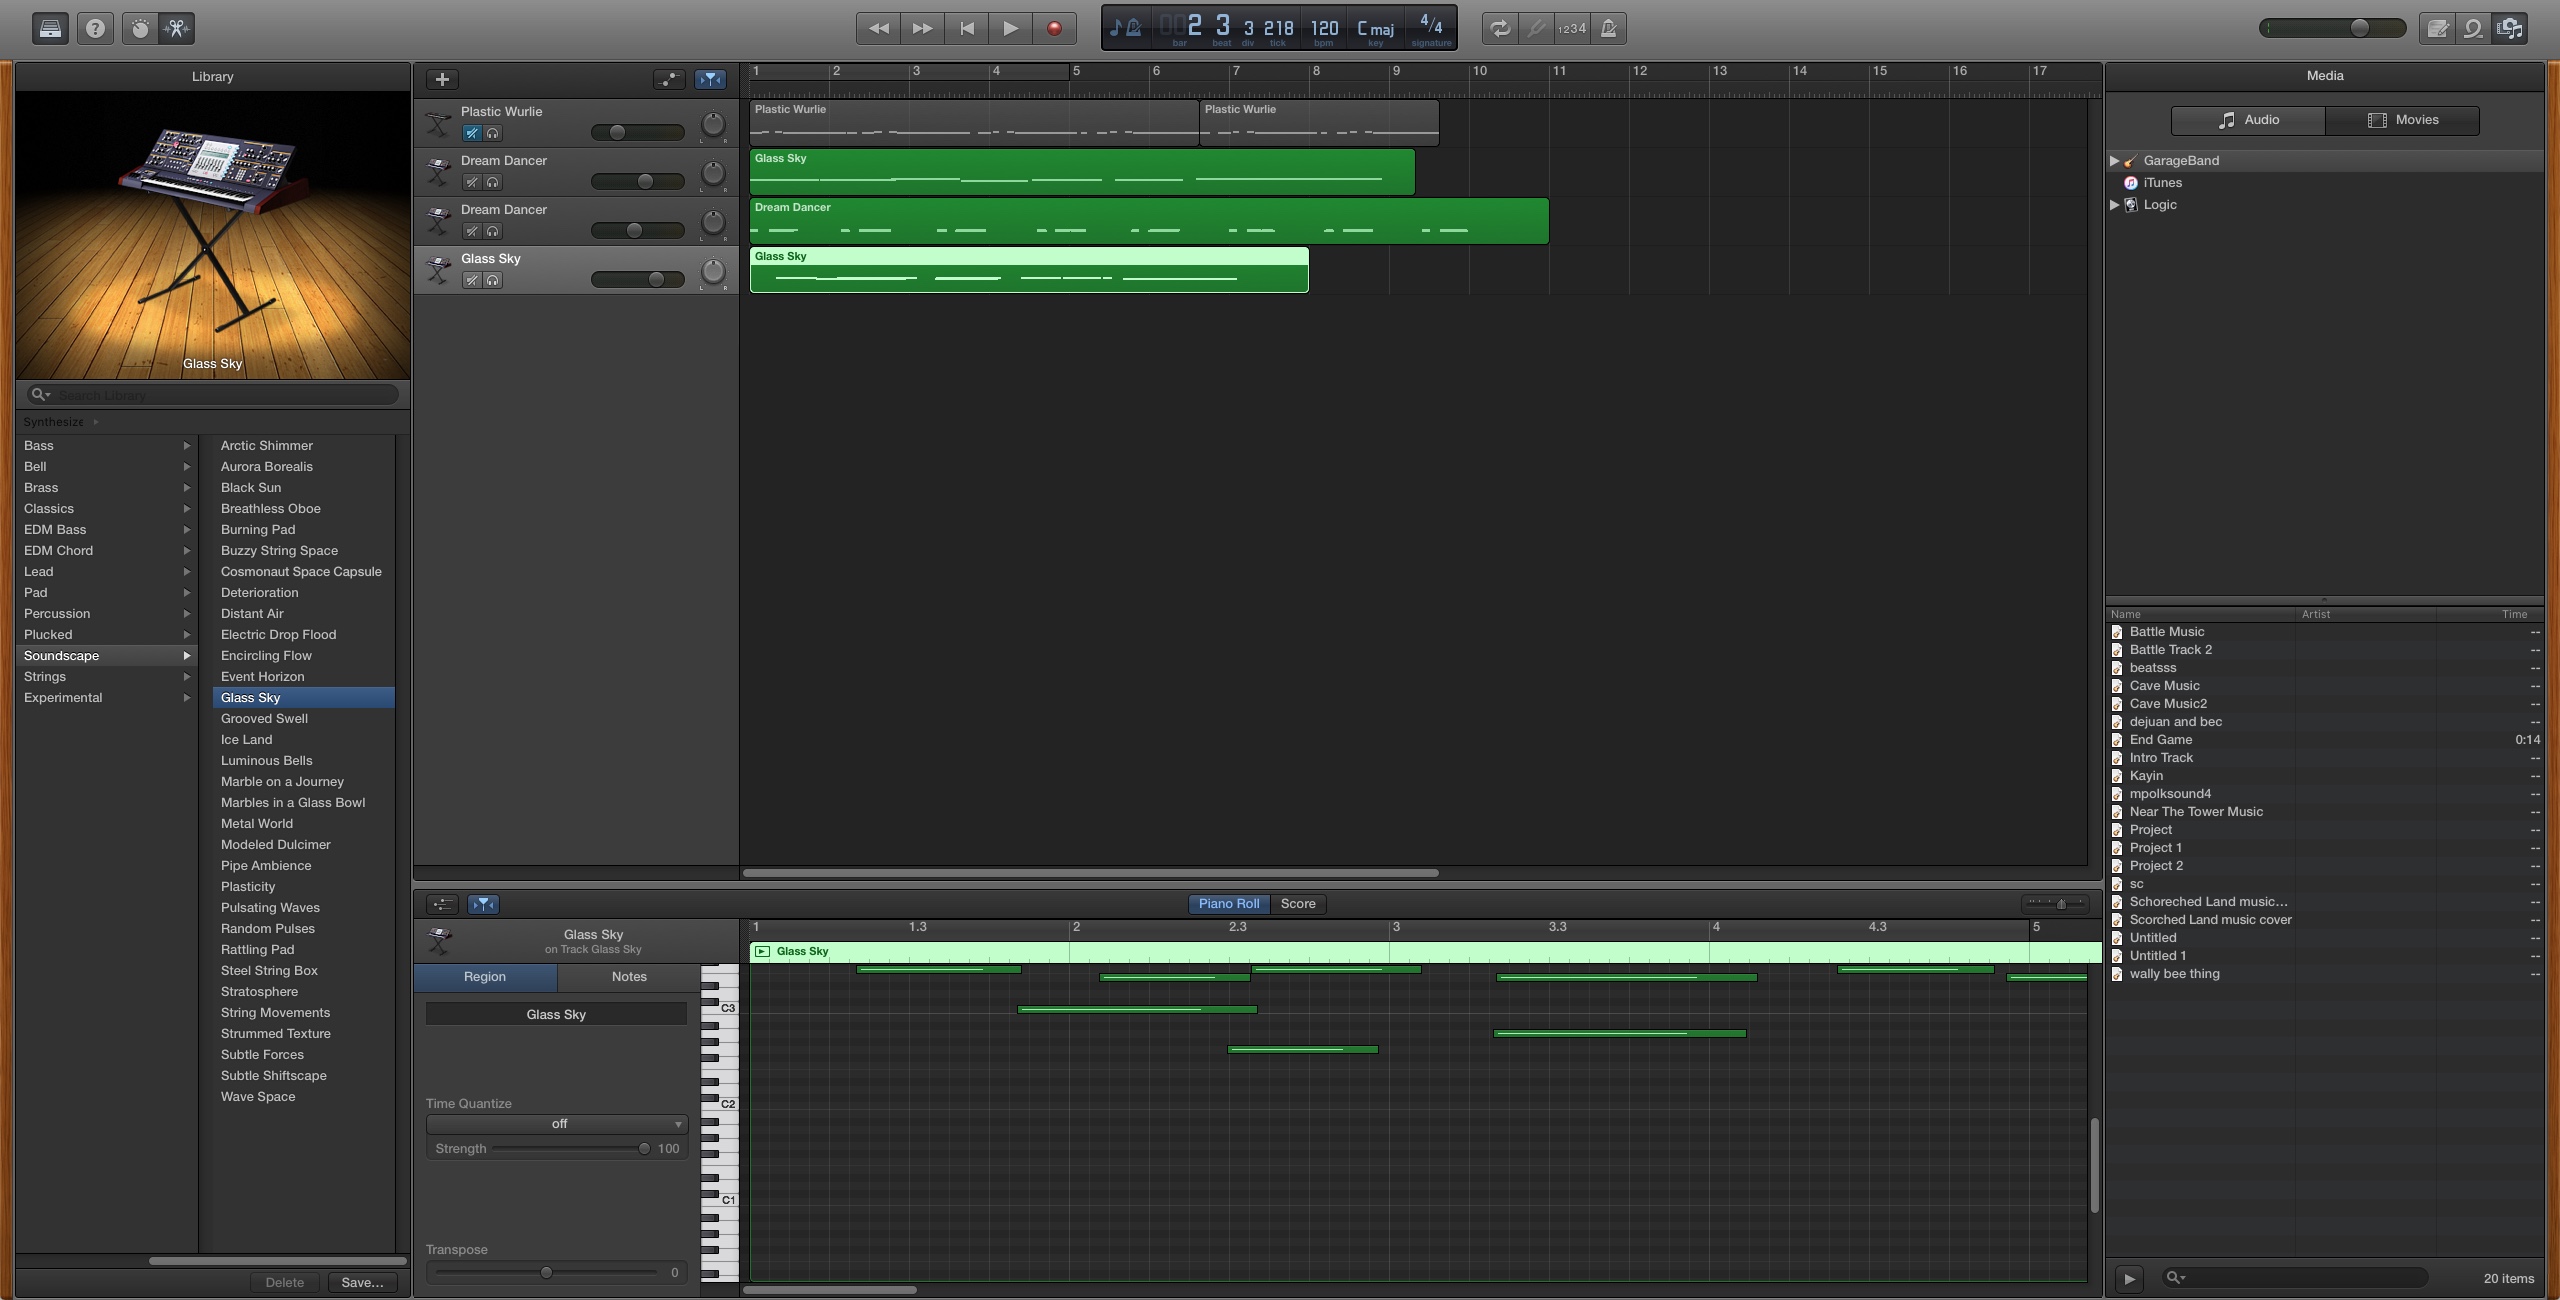 1234
00 2 3 3 218 120 C maj 4/4
bar beat div tick bpm key signature
Library
Glass Sky
Search Library
Synthesize
Bass
Bell
Brass
Classics
EDM Bass
EDM Chord
Lead
Pad
Percussion
Plucked
Soundscape
Strings
Experimental
Arctic Shimmer
Aurora Borealis
Black Sun
Breathless Oboe
Burning Pad
Buzzy String Space
Cosmonaut Space Capsule
Deterioration
Distant Air
Electric Drop Flood
Encircling Flow
Event Horizon
Glass Sky
Grooved Swell
Ice Land
Luminous Bells
Marble on a Journey
Marbles in a Glass Bowl
Metal World
Modeled Dulcimer
Pipe Ambience
Plasticity
Pulsating Waves
Random Pulses
Rattling Pad
Steel String Box
Stratosphere
String Movements
Strummed Texture
Subtle Forces
Subtle Shiftscape
Wave Space
Delete Save...
1 2 3 4 5 6 7 8 9 10 11 12 13 14 15 16 17
Plastic Wurlie
L R
Plastic Wurlie Plastic Wurlie
Dream Dancer
L R
Glass Sky
Dream Dancer
L R
Dream Dancer
Glass Sky
L R
Glass Sky
Piano Roll Score
Glass Sky
on Track Glass Sky
1 1.3 2 2.3 3 3.3 4 4.3 5
Glass Sky
Region Notes
Glass Sky
Time Quantize
off
Strength 100
Transpose
0
C3
C2
C1
Media
Audio Movies
GarageBand
iTunes
Logic
Name Artist Time
Battle Music --
Battle Track 2 --
beatsss --
Cave Music --
Cave Music2 --
dejuan and bec --
End Game 0:14
Intro Track --
Kayin --
mpolksound4 --
Near The Tower Music --
Project --
Project 1 --
Project 2 --
sc --
Schoreched Land music... --
Scorched Land music cover --
Untitled --
Untitled 1 --
wally bee thing --
20 items